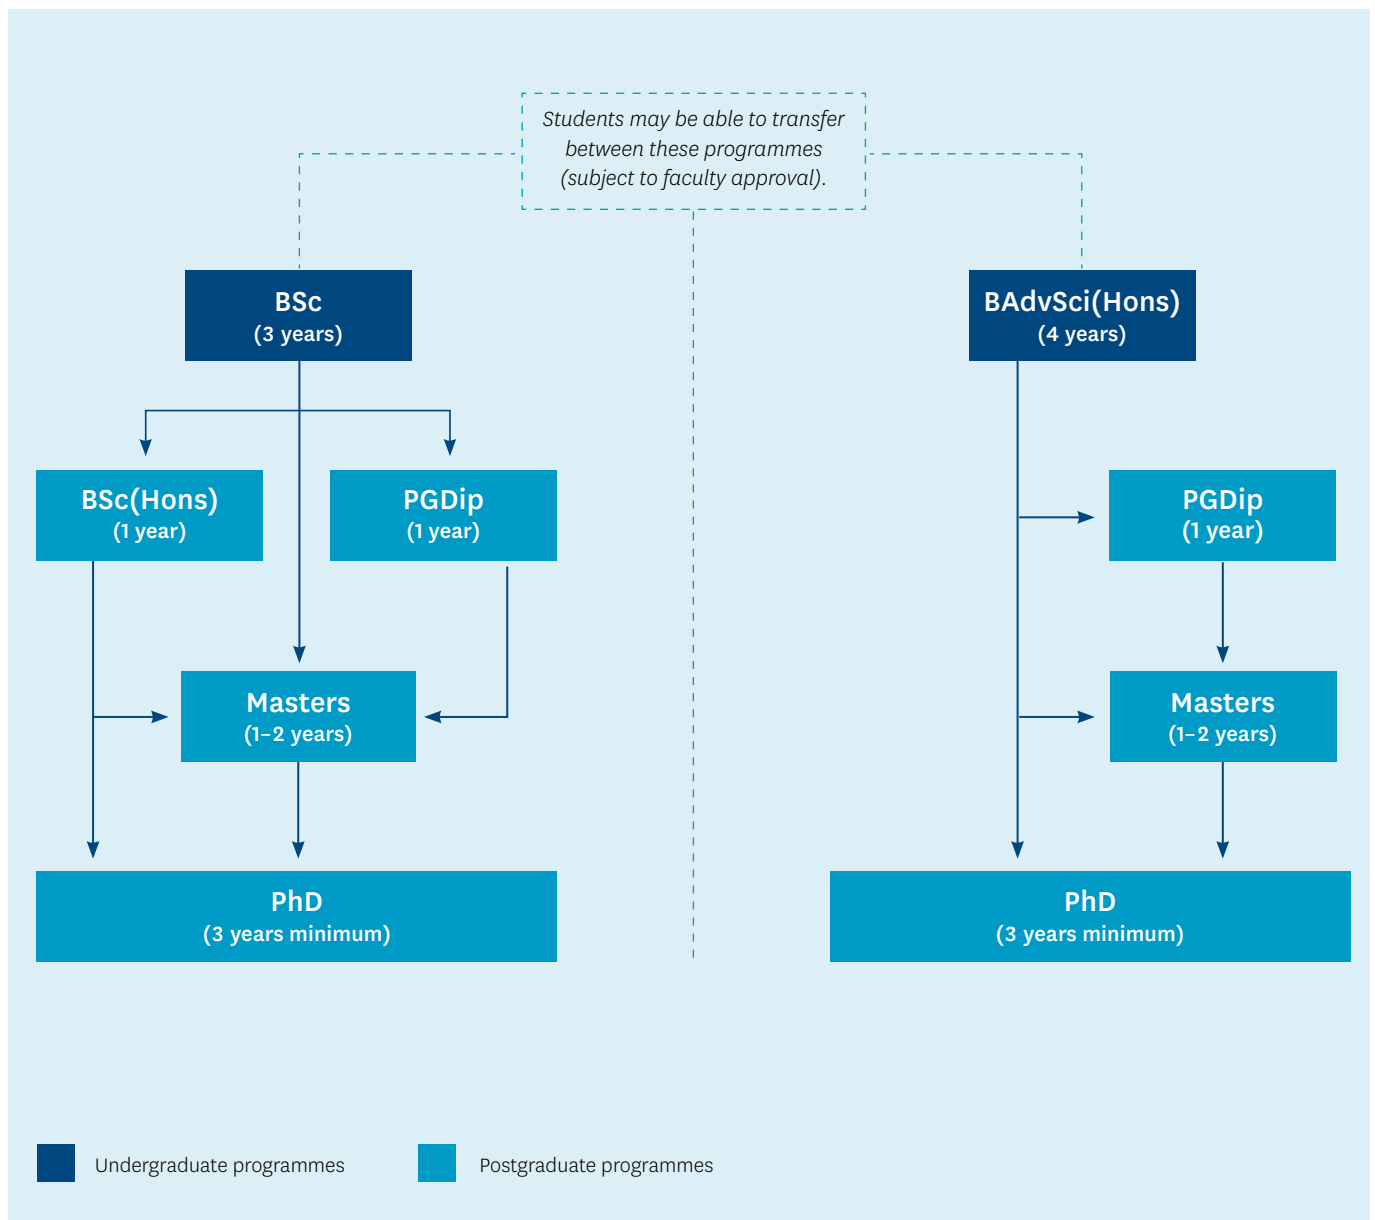 Students may be able to transfer
between these programmes
(subject to faculty approval).
BSc
(3 years)
BAdvSci(Hons)
(4 years)
BSc(Hons)
(1 year)
PGDip
(1 year)
PGDip
(1 year)
Masters
(1–2 years)
Masters
(1–2 years)
PhD
(3 years minimum)
PhD
(3 years minimum)
Undergraduate programmes
Postgraduate programmes